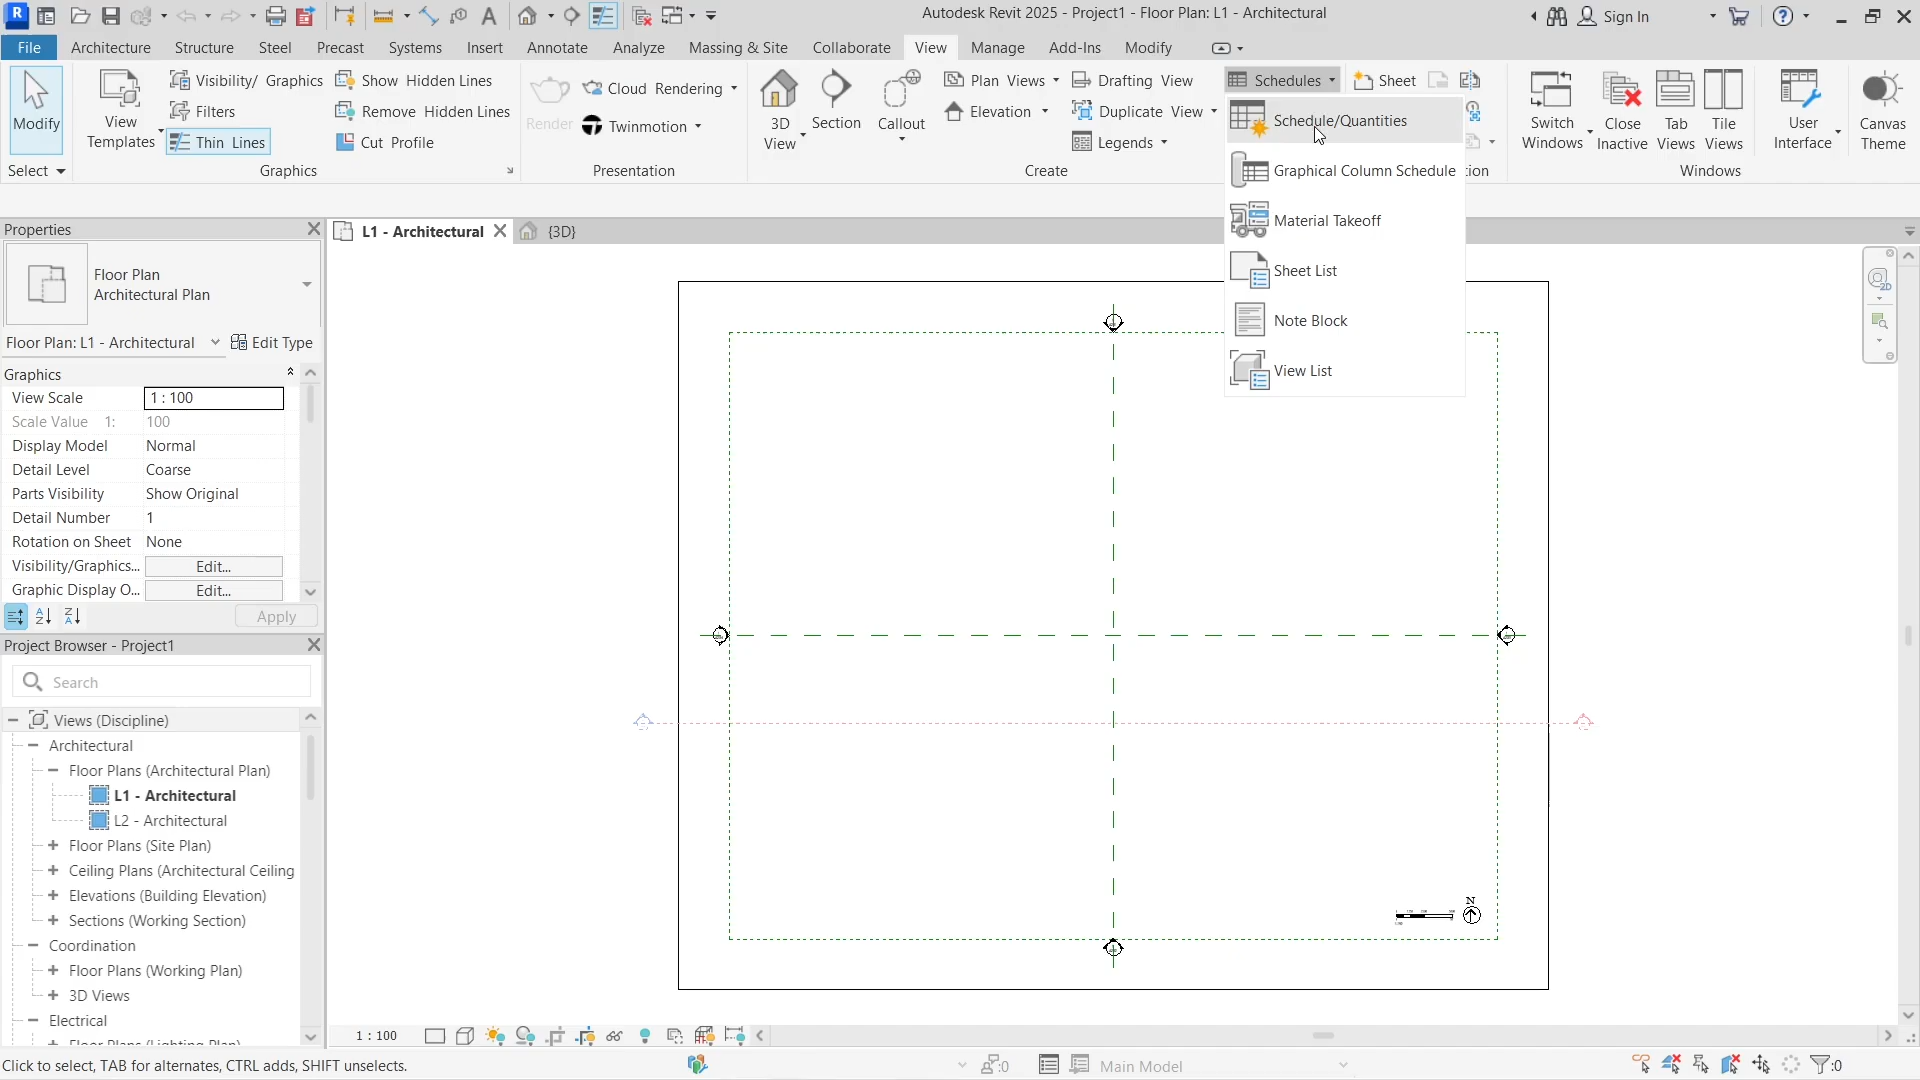 Autodesk Revit 2025 - Project1 - Floor Plan: L1 - Architectural
Sign In
File
Architecture
Structure
Steel
Precast
Systems
Insert
Annotate
Analyze
Massing & Site
Collaborate
View
Manage
Add-Ins
Modify
Modify
Select
View
Templates
Visibility/ Graphics
Filters
Thin Lines
Show Hidden Lines
Remove Hidden Lines
Cut Profile
Graphics
Render
Cloud Rendering
Twinmotion
Presentation
3D
View
Section
Callout
Plan Views
Elevation
Drafting View
Duplicate View
Legends
Create
Schedules
Sheet
Schedule/Quantities
Graphical Column Schedule
Material Takeoff
Sheet List
Note Block
View List
tion
Switch
Windows
Close
Inactive
Tab
Views
Tile
Views
User
Interface
Windows
Canvas
Theme
Properties
Floor Plan
Architectural Plan
Floor Plan: L1 - Architectural
Edit Type
Graphics
View Scale 1 : 100
Scale Value 1: 100
Display Model Normal
Detail Level Coarse
Parts Visibility Show Original
Detail Number 1
Rotation on Sheet None
Visibility/Graphics... Edit...
Graphic Display O... Edit...
Apply
Project Browser - Project1
Search
Views (Discipline)
Architectural
Floor Plans (Architectural Plan)
L1 - Architectural
L2 - Architectural
Floor Plans (Site Plan)
Ceiling Plans (Architectural Ceiling
Elevations (Building Elevation)
Sections (Working Section)
Coordination
Floor Plans (Working Plan)
3D Views
Electrical
Floor Plans (Lighting Plan)
L1 - Architectural
{3D}
2D
N
1 : 100
Click to select, TAB for alternates, CTRL adds, SHIFT unselects.
:0
Main Model
:0